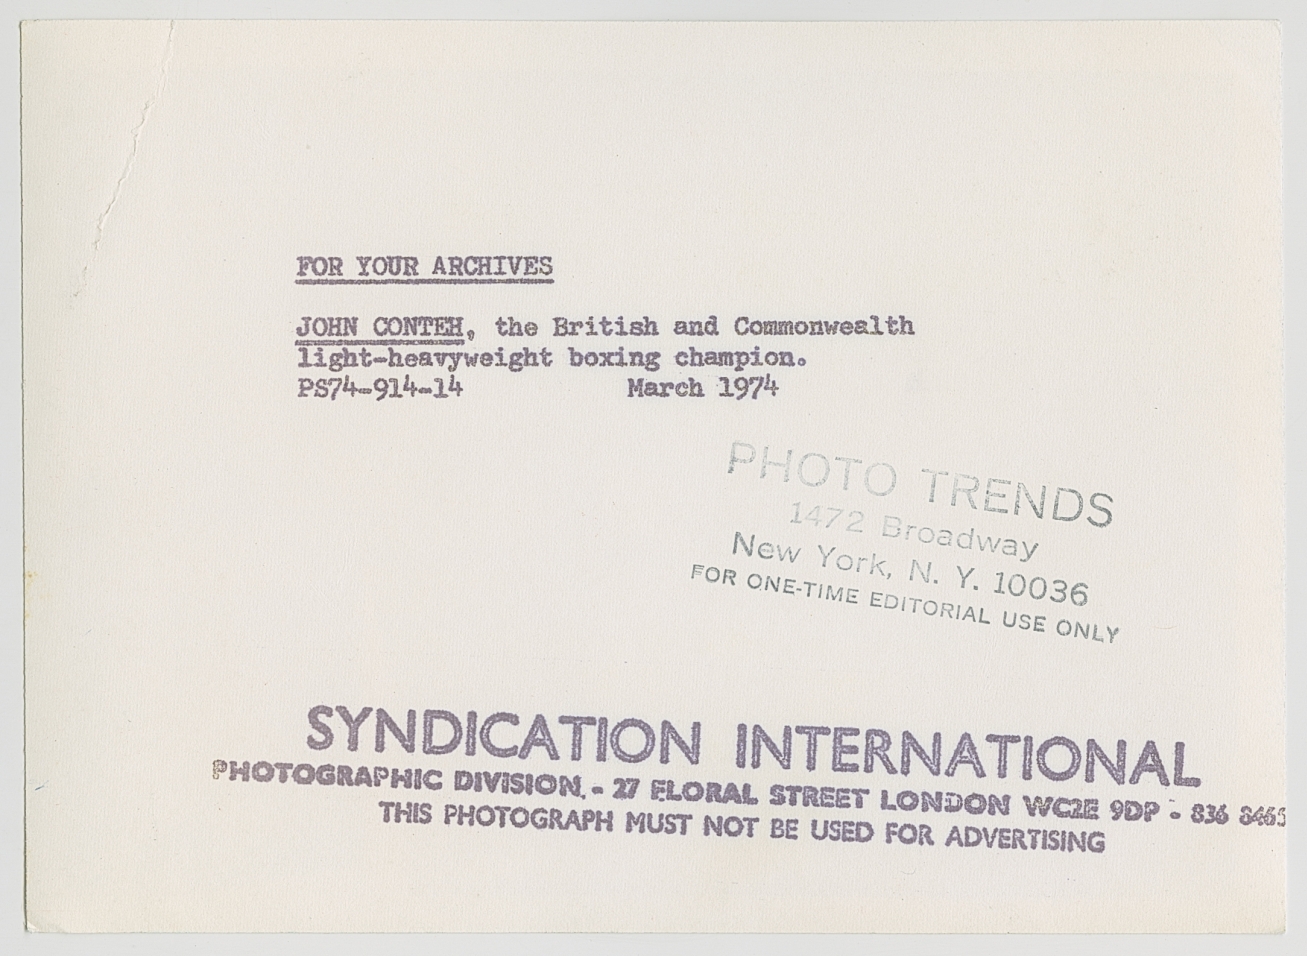 FOR YOUR ARCHIVES
JOHN CONTEH, the British and Commonwealth
light-heavyweight boxing champion.
PS74-914-14 March 1974
PHOTO TRENDS
1472 Broadway
New York, N. Y. 10036
FOR ONE-TIME EDITORIAL USE ONLY
SYNDICATION INTERNATIONAL
PHOTOGRAPHIC DIVISION. - 27 FLORAL STREET LONDON WC2E 9DP - 836 8465
THIS PHOTOGRAPH MUST NOT BE USED FOR ADVERTISING